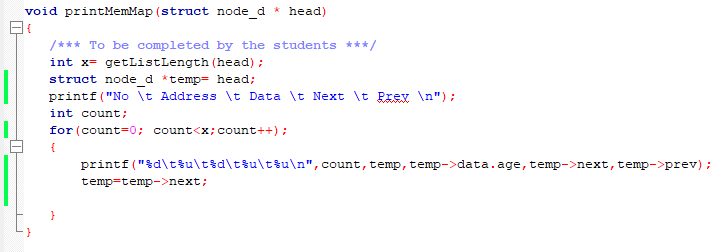 void printMemMap(struct node_d * head)
{
/*** To be completed by the students ***/
int x= getListLength(head);
struct node_d *temp= head;
printf("No \t Address \t Data \t Next \t Prev \n");
int count;
for(count=0; count<x;count++);
{
printf("%d\t%u\t%d\t%u\t%u\n",count,temp,temp->data.age,temp->next,temp->prev);
temp=temp->next;
}
}